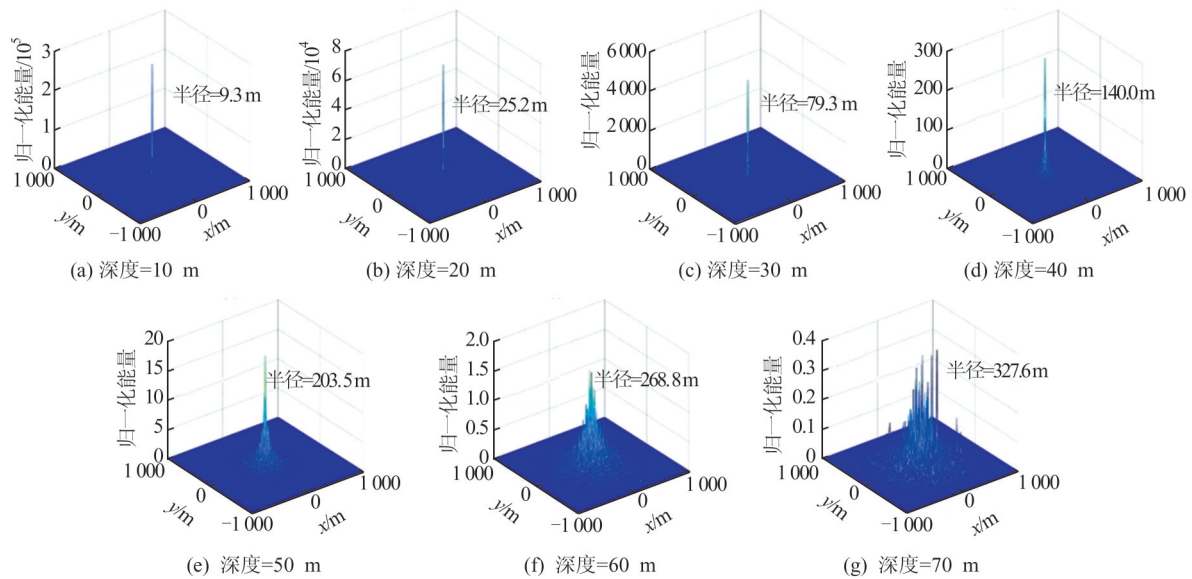 归一化能量/10⁵
3
2
1
0
半径=9.3 m
1 000
0
−1 000
y/m
0
1 000
x/m
(a) 深度=10 m
归一化能量/10⁴
8
6
4
2
0
半径=25.2 m
1 000
0
−1 000
y/m
0
1 000
x/m
(b) 深度=20 m
归一化能量
6 000
4 000
2 000
0
半径=79.3 m
1 000
0
−1 000
y/m
0
1 000
x/m
(c) 深度=30 m
归一化能量
300
200
100
0
半径=140.0 m
1 000
0
−1 000
y/m
0
1 000
x/m
(d) 深度=40 m
归一化能量
20
15
10
5
0
半径=203.5 m
1 000
0
−1 000
y/m
0
1 000
x/m
(e) 深度=50 m
归一化能量
2.0
1.5
1.0
0.5
0
半径=268.8 m
1 000
0
−1 000
y/m
0
1 000
x/m
(f) 深度=60 m
归一化能量
0.4
0.3
0.2
0.1
0
半径=327.6 m
1 000
0
−1 000
y/m
0
1 000
x/m
(g) 深度=70 m